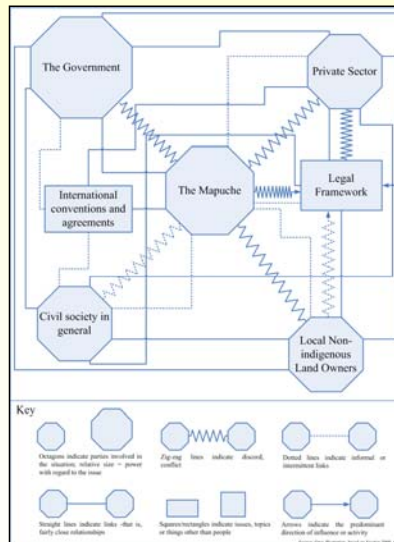 The Government
Private Sector
The Mapuche
Legal
Framework
International
conventions and
agreements
Civil society in
general
Local Non-
indigenous
Land Owners
Key
Octagons indicate parties involved in
the situation; relative size = power
with regard to the issue
Zig-zag lines indicate discord,
conflict
Dotted lines indicate informal or
intermittent links
Straight lines indicate links -that is,
fairly close relationships
Squares/rectangles indicate issues, topics
or things other than people
Arrows indicate the predominant
direction of influence or activity